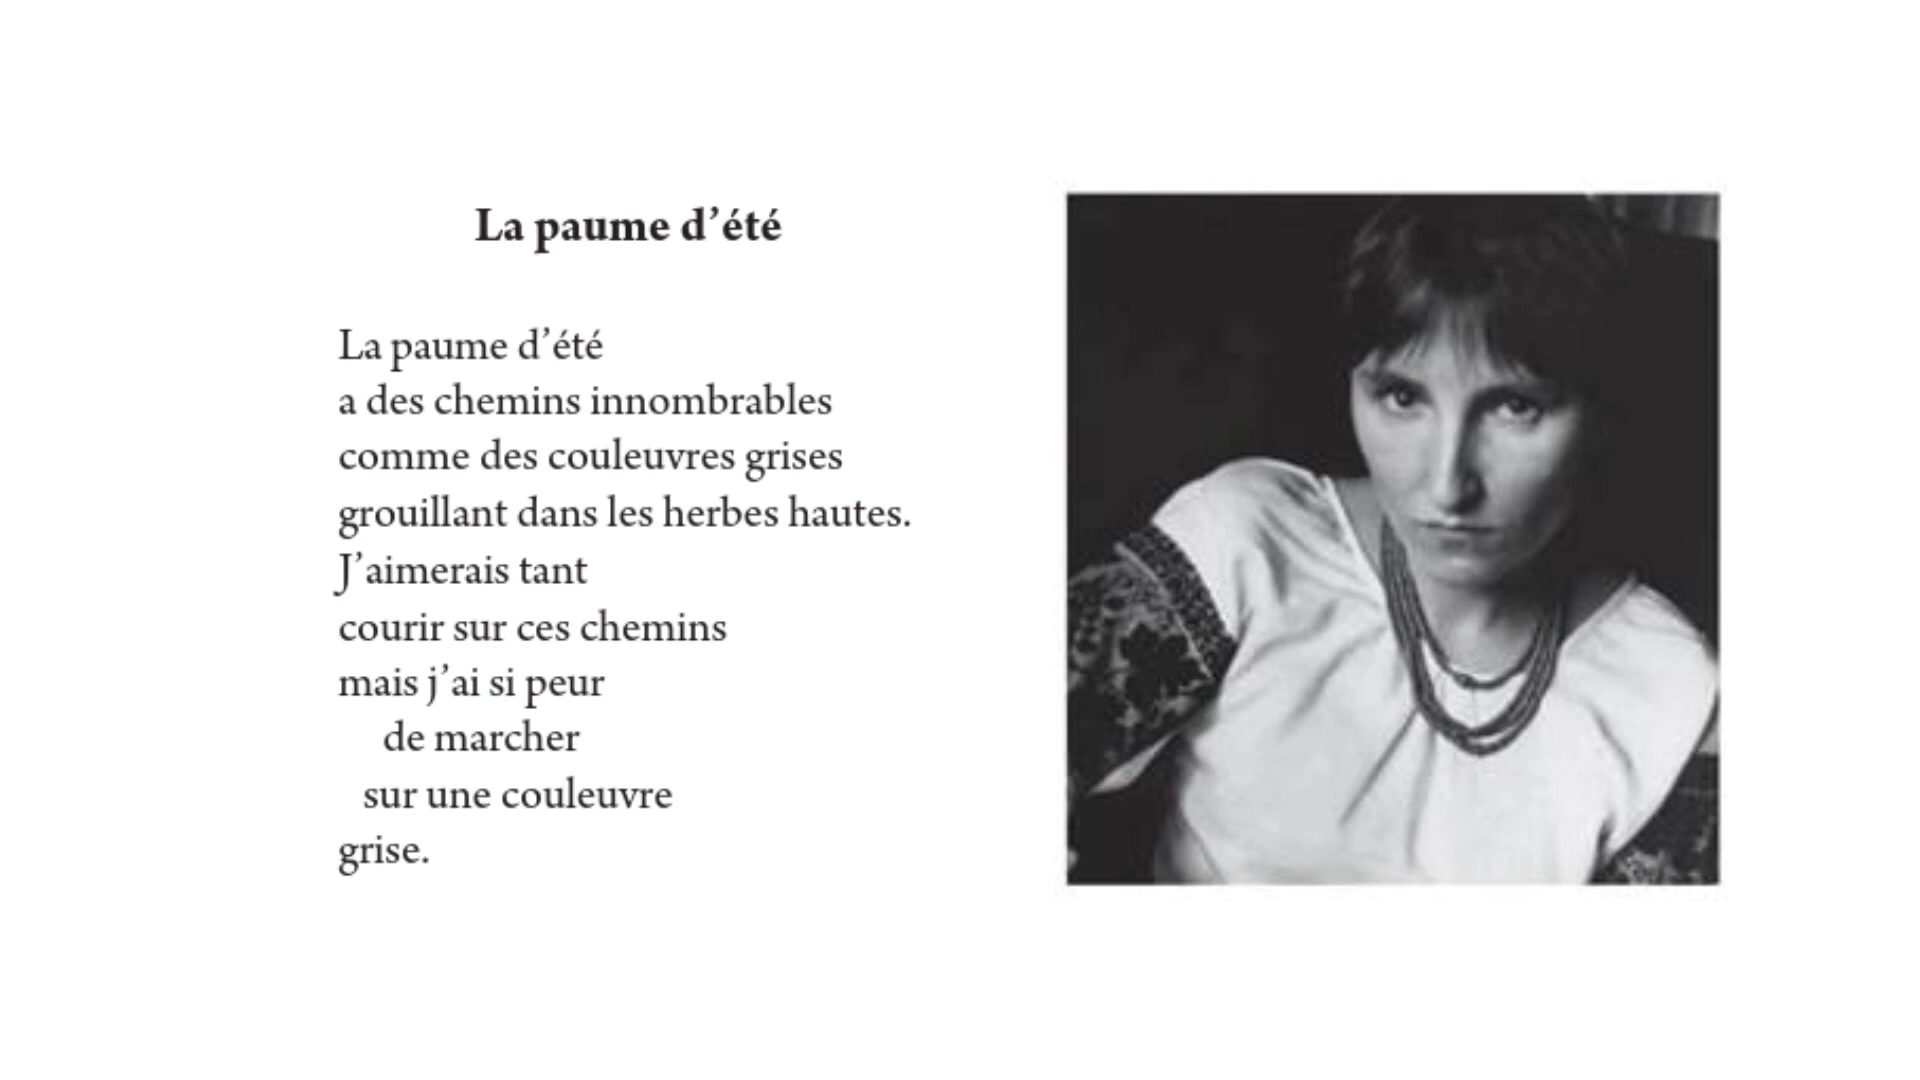 La paume d’été
La paume d’été
a des chemins innombrables
comme des couleuvres grises
grouillant dans les herbes hautes.
J’aimerais tant
courir sur ces chemins
mais j’ai si peur
de marcher
sur une couleuvre
grise.